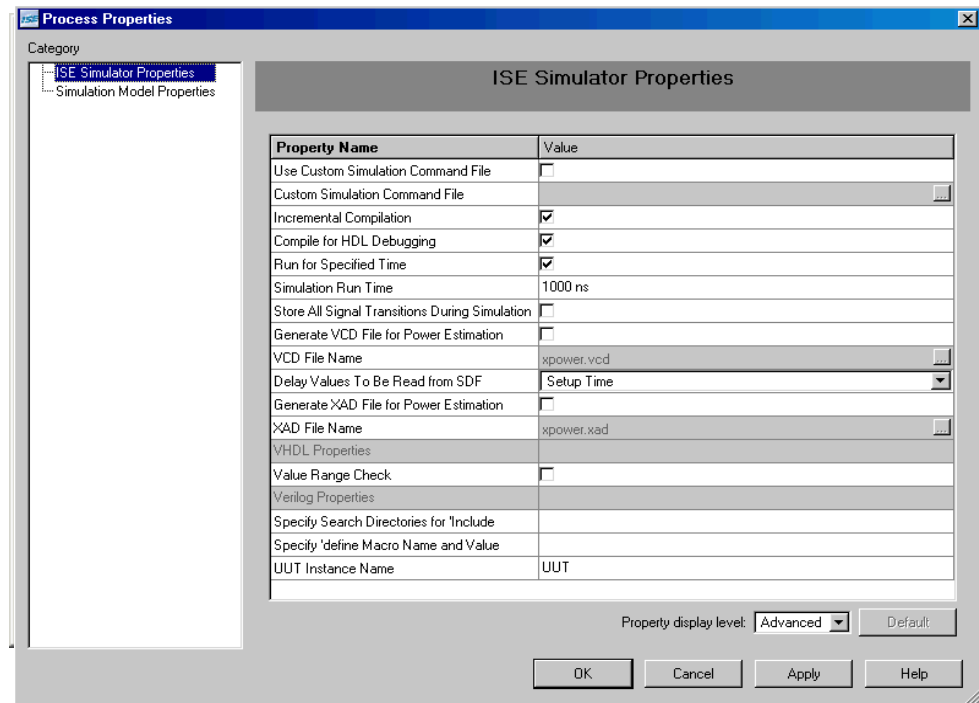 ISE Process Properties
Category
ISE Simulator Properties
Simulation Model Properties
ISE Simulator Properties
Property Name Value
Use Custom Simulation Command File
Custom Simulation Command File ...
Incremental Compilation
Compile for HDL Debugging
Run for Specified Time
Simulation Run Time 1000 ns
Store All Signal Transitions During Simulation
Generate VCD File for Power Estimation
VCD File Name xpower.vcd ...
Delay Values To Be Read from SDF Setup Time
Generate XAD File for Power Estimation
XAD File Name xpower.xad ...
VHDL Properties
Value Range Check
Verilog Properties
Specify Search Directories for 'Include
Specify 'define Macro Name and Value
UUT Instance Name UUT
Property display level: Advanced Default
OK Cancel Apply Help